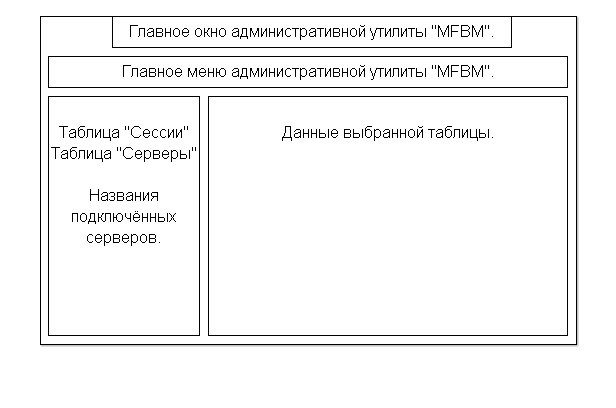 Главное окно административной утилиты "MFBM".
Главное меню административной утилиты "MFBM".
Таблица "Сессии"
Таблица "Серверы"
Названия
подключённых
серверов.
Данные выбранной таблицы.